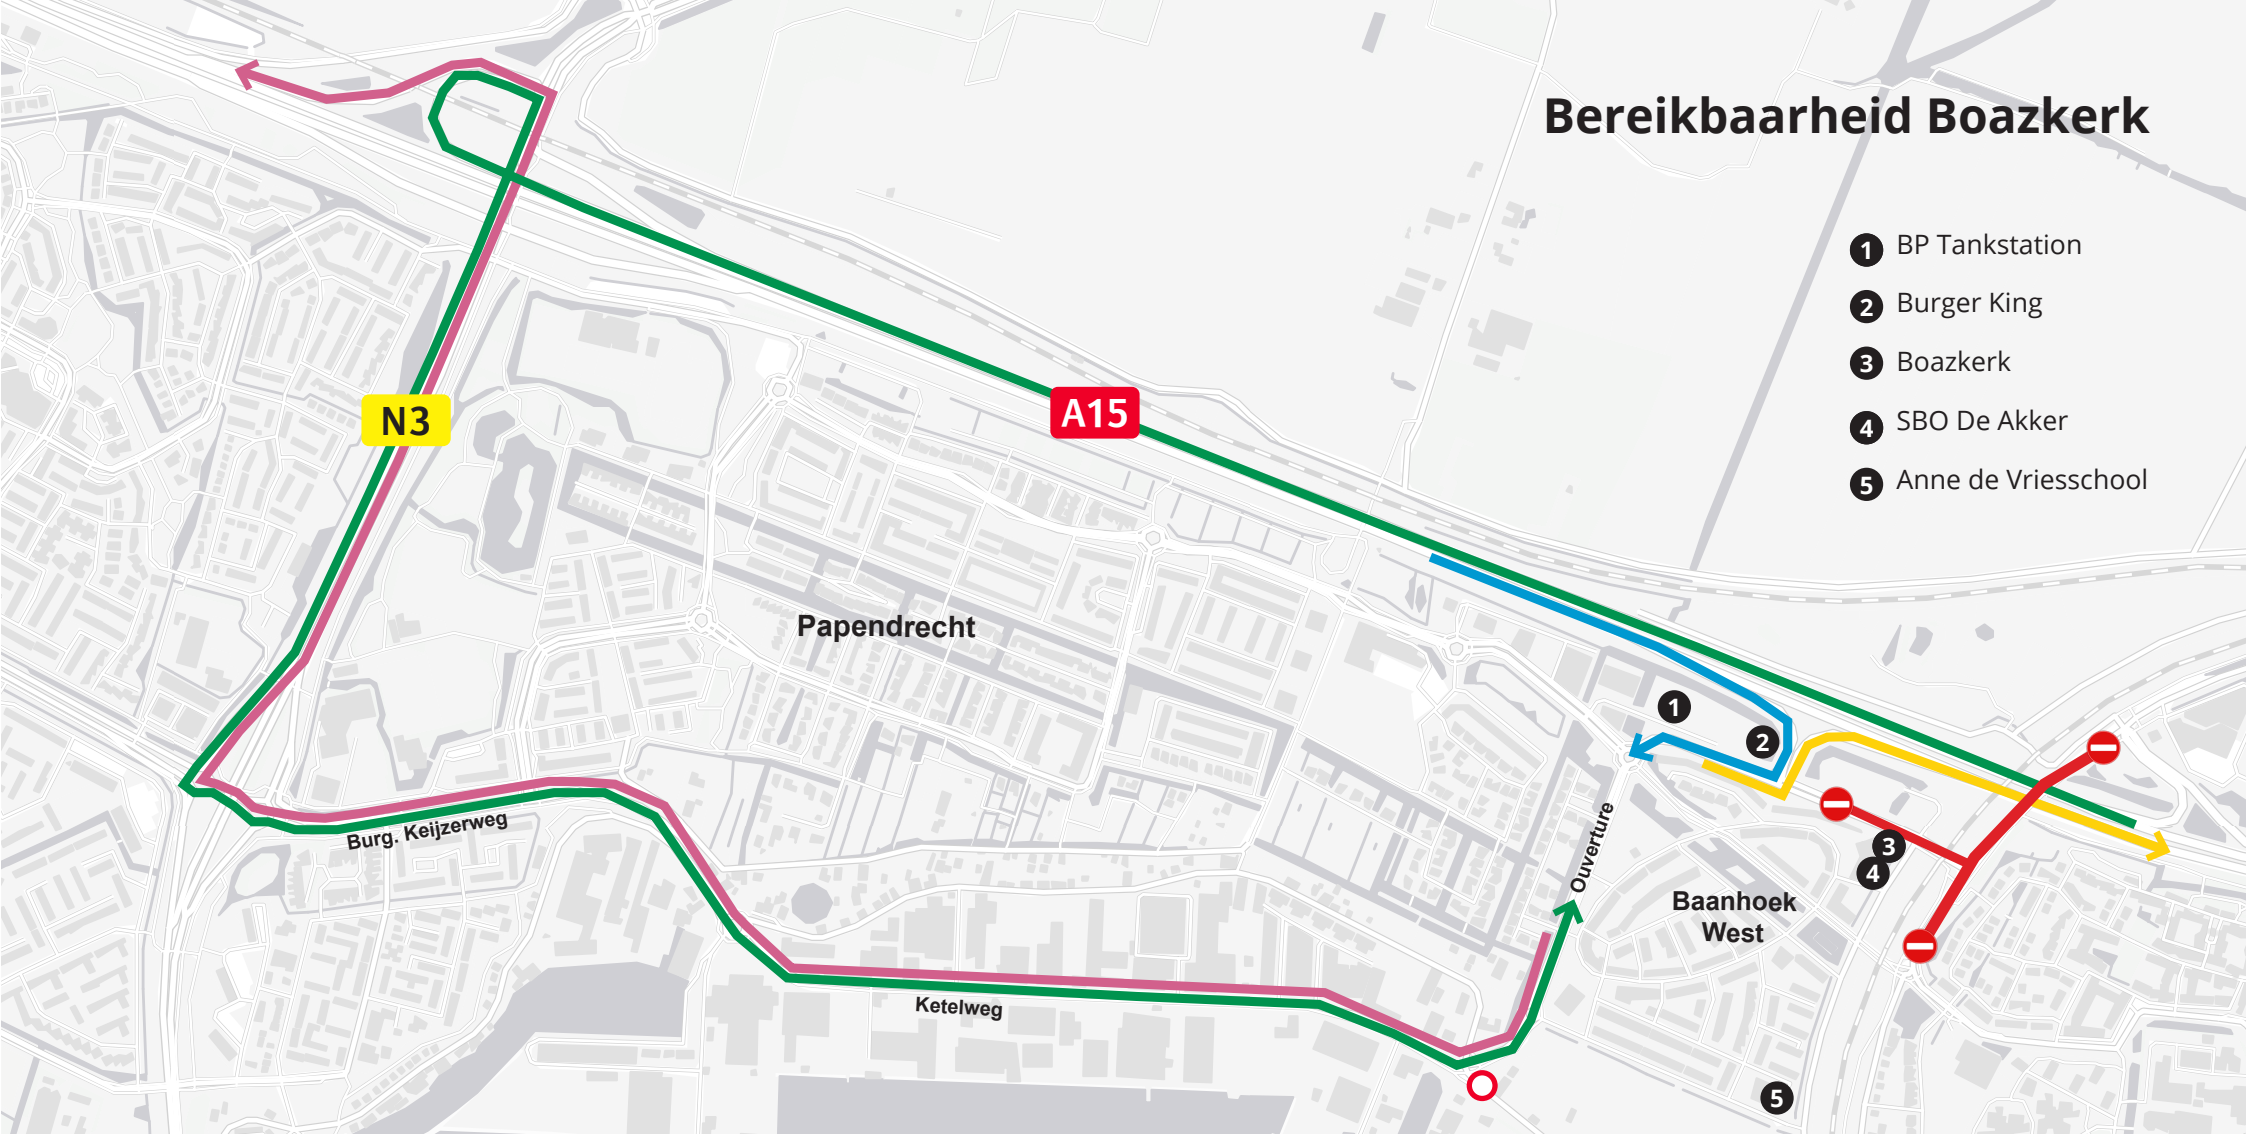 Bereikbaarheid Boazkerk
1 BP Tankstation
2 Burger King
3 Boazkerk
4 SBO De Akker
5 Anne de Vriesschool
N3
A15
Papendrecht
1
2
Burg. Keijzerweg
Ouverture
3
4
Baanhoek
West
Ketelweg
5